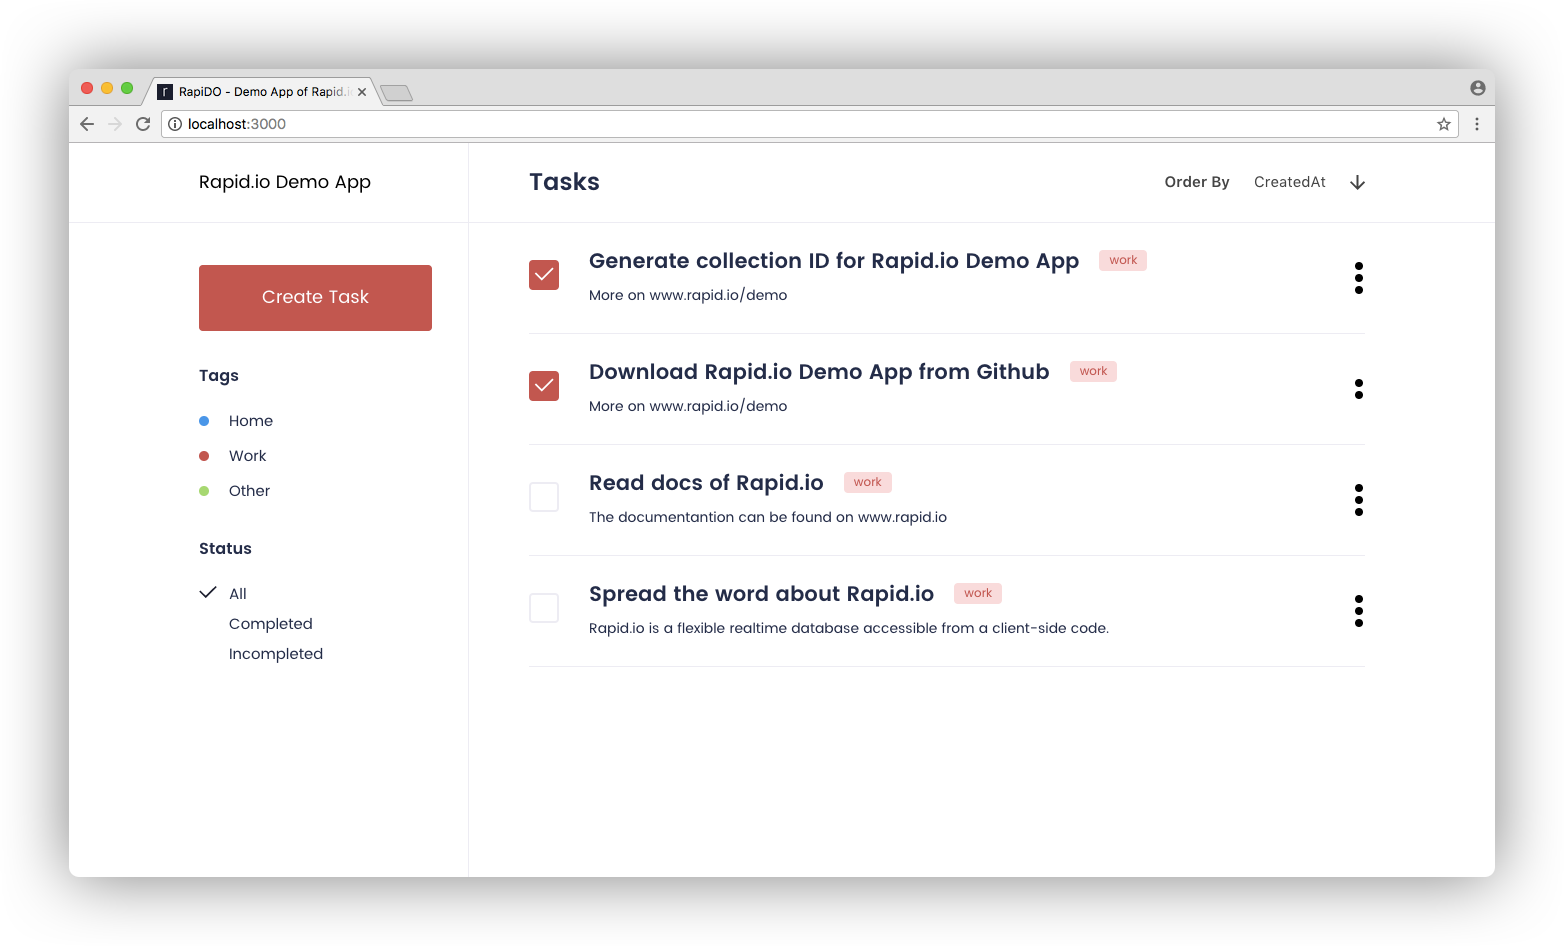 RapiDO - Demo App of Rapid.i
localhost:3000
Rapid.io Demo App
Tasks
Order By CreatedAt
Create Task
Tags
Home
Work
Other
Status
All
Completed
Incompleted
Generate collection ID for Rapid.io Demo App work
More on www.rapid.io/demo
Download Rapid.io Demo App from Github work
More on www.rapid.io/demo
Read docs of Rapid.io work
The documentantion can be found on www.rapid.io
Spread the word about Rapid.io work
Rapid.io is a flexible realtime database accessible from a client-side code.